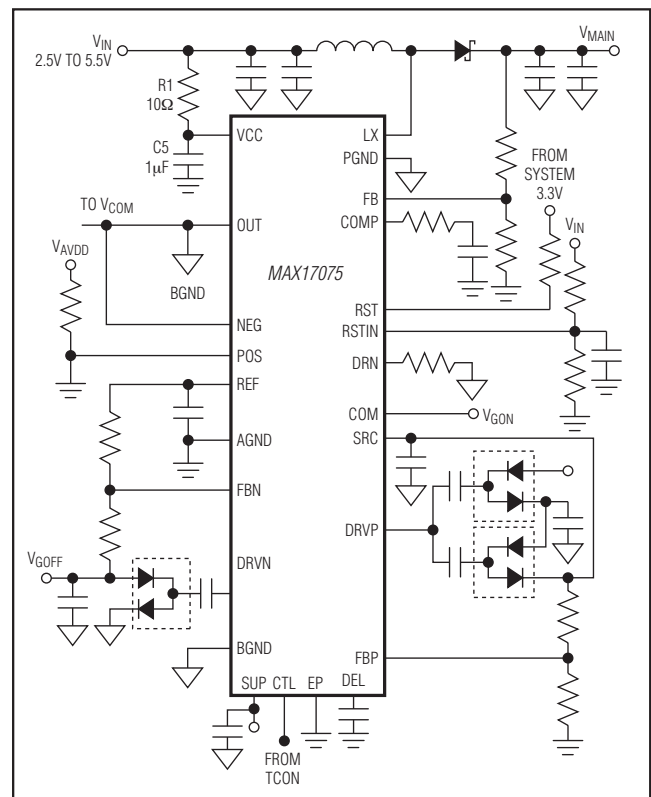 VIN
2.5V TO 5.5V
VMAIN
R1
10Ω
VCC
LX
C5
1µF
PGND
FROM
SYSTEM
3.3V
FB
TO VCOM
COMP
VIN
OUT
VAVDD
MAX17075
BGND
RST
NEG
RSTIN
POS
DRN
REF
COM
VGON
SRC
AGND
FBN
DRVP
VGOFF
DRVN
BGND
FBP
SUP
CTL
EP
DEL
FROM
TCON